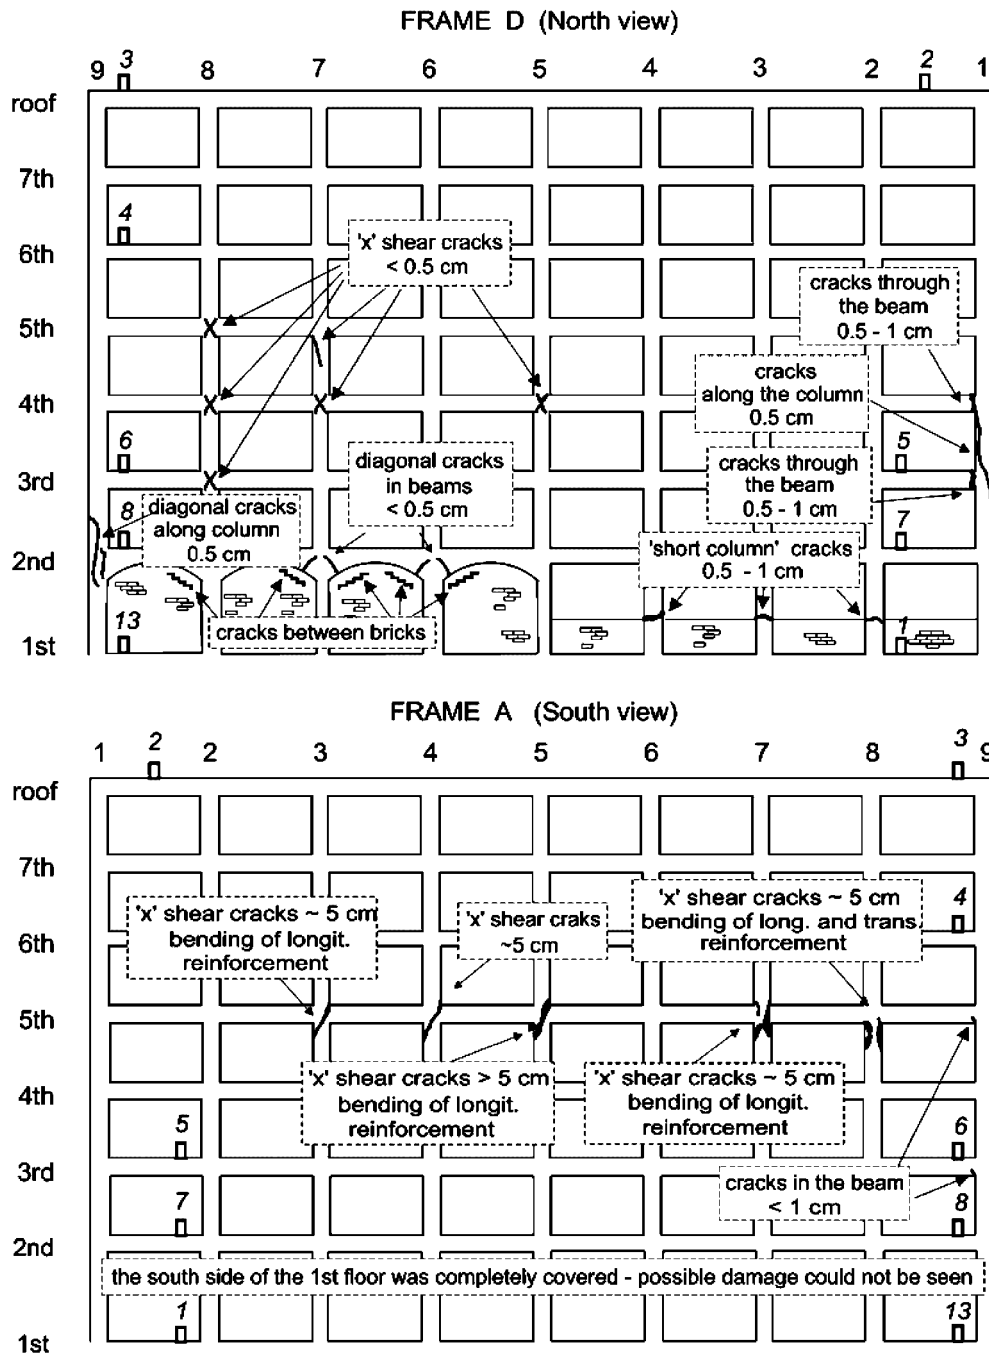 FRAME D (North view)
9 3 8 7 6 5 4 3 2 2 1
roof
7th
4
'x' shear cracks
< 0.5 cm
6th
cracks through
the beam
0.5 - 1 cm
5th
cracks
along the column
0.5 cm
4th
6
diagonal cracks
in beams
< 0.5 cm
5
cracks through
the beam
0.5 - 1 cm
3rd
8
diagonal cracks
along column
0.5 cm
7
2nd
'short column' cracks
0.5 - 1 cm
13
cracks between bricks
1
1st
FRAME A (South view)
1 2 2 3 4 5 6 7 8 3 9
roof
7th
'x' shear cracks ~ 5 cm
bending of longit.
reinforcement
'x' shear craks
~5 cm
'x' shear cracks ~ 5 cm
bending of long. and trans.
reinforcement
4
6th
5th
'x' shear cracks > 5 cm
bending of longit.
reinforcement
'x' shear cracks ~ 5 cm
bending of longit.
reinforcement
4th
5
6
3rd
cracks in the beam
< 1 cm
7
8
2nd
the south side of the 1st floor was completely covered - possible damage could not be seen
1
13
1st